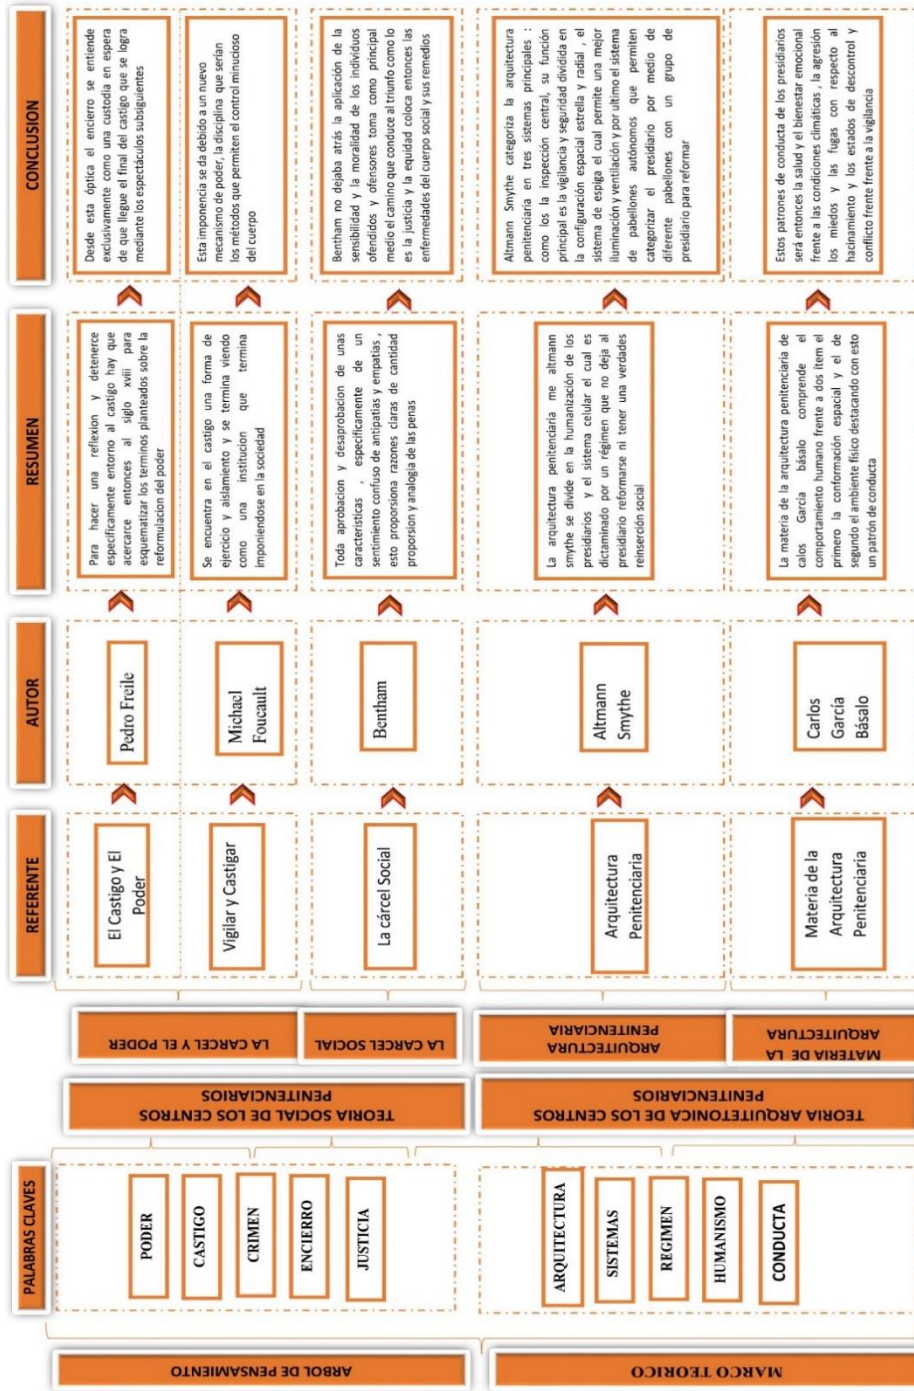 ARBOL DE PENSAMIENTO
MARCO TEORICO
PALABRAS CLAVES
PODER
CASTIGO
CRIMEN
ENCIERRO
JUSTICIA
ARQUITECTURA
SISTEMAS
REGIMEN
HUMANISMO
CONDUCTA
TEORIA SOCIAL DE LOS CENTROS
PENITENCIARIOS
TEORIA ARQUITETONICA DE LOS CENTROS
PENITENCIARIOS
LA CARCEL Y EL PODER
LA CARCEL SOCIAL
ARQUITECTURA
PENITENCIARIA
MATERIA DE LA
ARQUITECTURA
REFERENTE
AUTOR
RESUMEN
CONCLUSION
El Castigo y El
Poder
Pedro Freile
Para hacer una reflexion y detenerce
especificamente entorno al castigo hay que
acercarce entonces al siglo xviii para
esquematizar los terminos planteados sobre la
reformulacion del poder
Desde esta óptica el encierro se entiende
exclusivamente como una custodia en espera
de que llegue el final del castigo que se logra
mediante los espectáculos subsiguientes
Vigilar y Castigar
Michael
Foucault
Se encuentra en el castigo una forma de
ejercicio y aislamiento y se termina viendo
como una institucion que termina
imponiendose en la sociedad
Esta imponencia se da debido a un nuevo
mecanismo de poder, la disciplina que serían
los métodos que permiten el control minucioso
del cuerpo
La cárcel Social
Bentham
Toda aprobacion y desaprobacion de unas
caracteristicas , especificamente de un
sentimiento confuso de antipatias y empatias ,
esto proporsiona razones claras de cantidad
proporsion y analogia de las penas
Bentham no dejaba atrás la aplicación de la
sensibilidad y la moralidad de los individuos
ofendidos y ofensores toma como principal
medio el camino que conduce al triunfo como lo
es la justicia y la equidad coloca entonces las
enfermedades del cuerpo social y sus remedios
Arquitectura
Penitenciaria
Altmann
Smythe
La arquitectura penitenciaria me altmann
smythe se divide en la humanización de los
presidiarios y el sistema celular el cual es
dictaminado por un régimen que no deja al
presidiario reformarse ni tener una verdades
reinserción social
Altmann Smythe categoriza la arquitectura
penitenciaria en tres sistemas principales :
como los la inspección central, su función
principal es la vigilancia y seguridad dividida en
la configuración espacial estrella y radial , el
sistema de espiga el cual permite una mejor
iluminación y ventilación y por ultimo el sistema
de pabellones autónomos que permiten
categorizar el presidiario por medio de
diferente pabellones con un grupo de
presidiario para reformar
Materia de la
Arquitectura
Penitenciaria
Carlos
García
Básalo
La materia de la arquitectura penitenciaria de
calos García básalo comprende el
comportamiento humano frente a dos ítem el
primero la conformación espacial y el de
segundo el ambiente físico destacando con esto
un patrón de conducta
Estos patrones de conducta de los presidiarios
será entonces la salud y el bienestar emocional
frente a las condiciones climáticas , la agresión
los miedos y las fugas con respecto al
hacinamiento y los estados de descontrol y
conflicto frente frente a la vigilancia